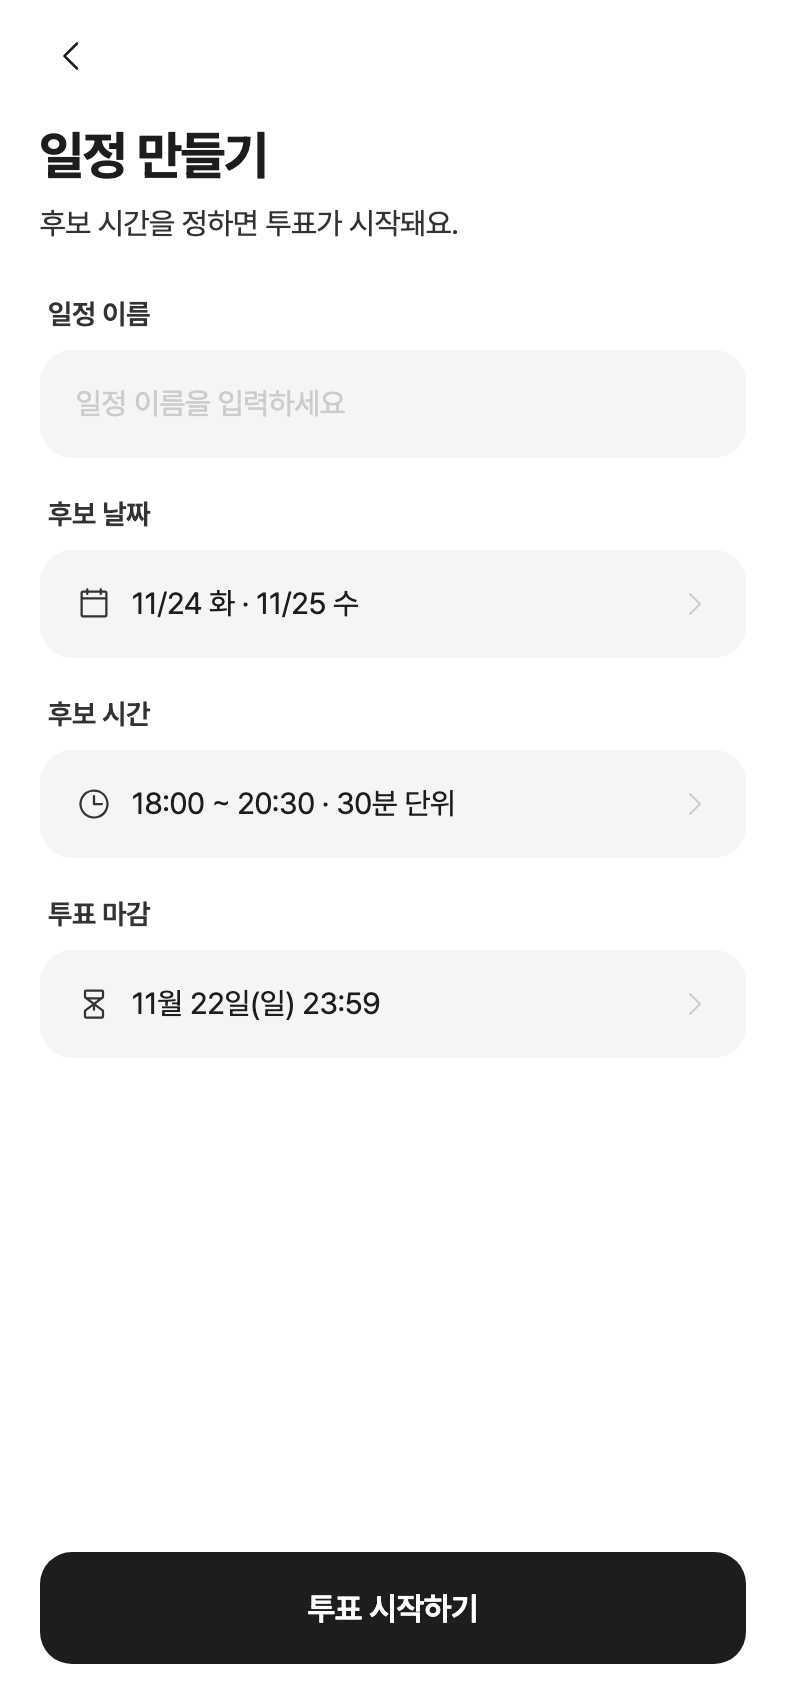 일정 만들기
후보 시간을 정하면 투표가 시작돼요.
일정 이름
일정 이름을 입력하세요
후보 날짜
11/24 화 · 11/25 수
후보 시간
18:00 ~ 20:30 · 30분 단위
투표 마감
11월 22일(일) 23:59
투표 시작하기